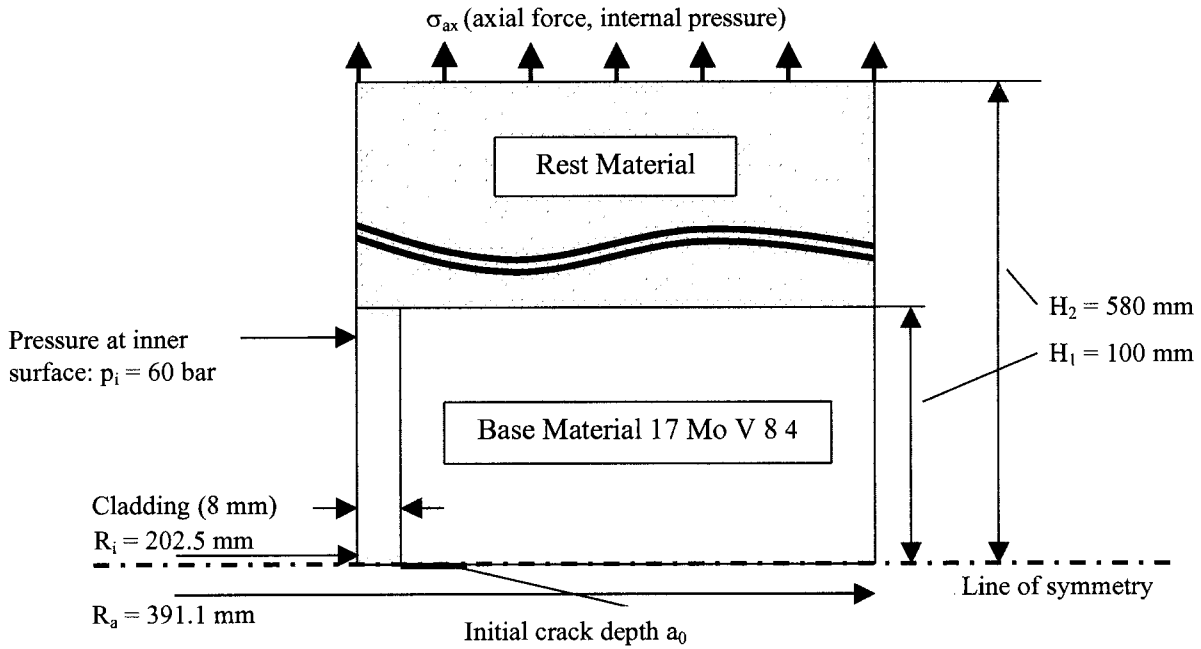 σax (axial force, internal pressure)
Rest Material
H2 = 580 mm
Pressure at inner
surface: pi = 60 bar
H1 = 100 mm
Base Material 17 Mo V 8 4
Cladding (8 mm)
Ri = 202.5 mm
Line of symmetry
Ra = 391.1 mm
Initial crack depth a0